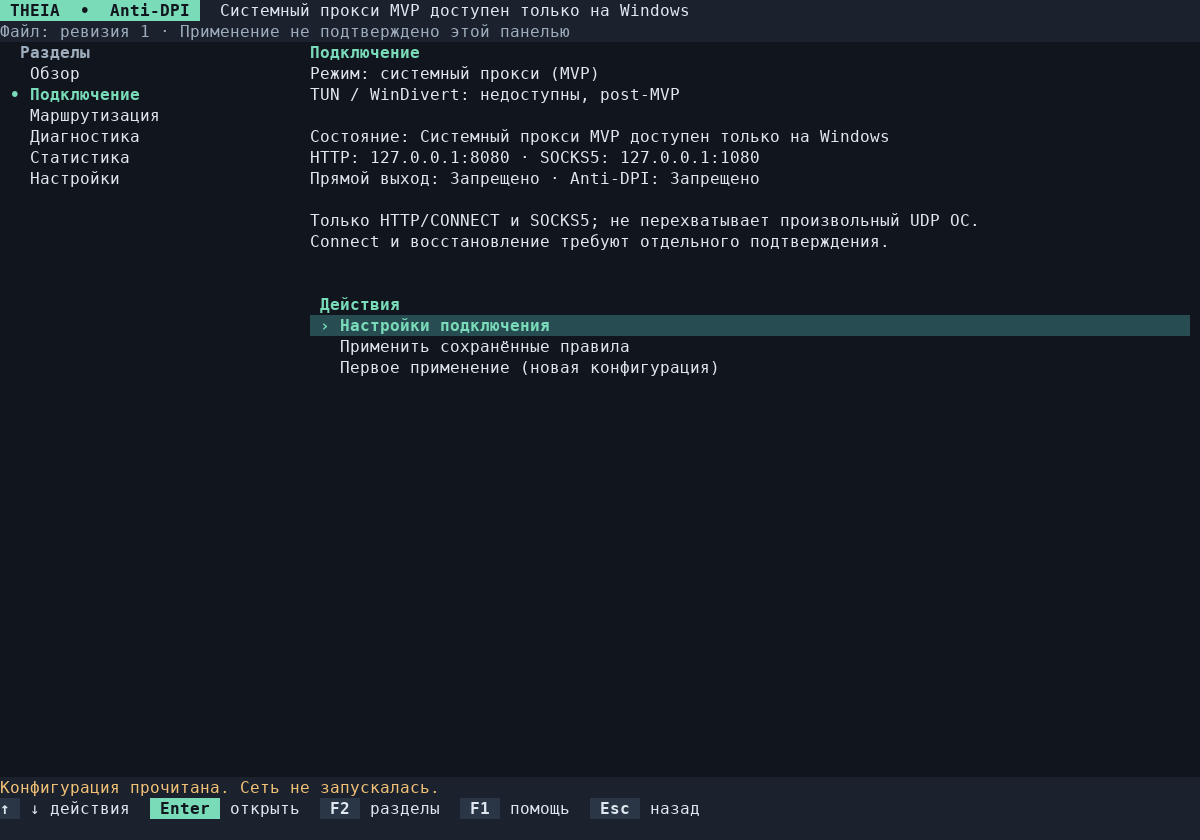 THEIA • Anti-DPI Системный прокси MVP доступен только на Windows
Файл: ревизия 1 · Применение не подтверждено этой панелью
Разделы
Обзор
• Подключение
Маршрутизация
Диагностика
Статистика
Настройки
Подключение
Режим: системный прокси (MVP)
TUN / WinDivert: недоступны, post-MVP
Состояние: Системный прокси MVP доступен только на Windows
HTTP: 127.0.0.1:8080 · SOCKS5: 127.0.0.1:1080
Прямой выход: Запрещено · Anti-DPI: Запрещено
Только HTTP/CONNECT и SOCKS5; не перехватывает произвольный UDP ОС.
Connect и восстановление требуют отдельного подтверждения.
Действия
› Настройки подключения
Применить сохранённые правила
Первое применение (новая конфигурация)
Конфигурация прочитана. Сеть не запускалась.
↑ ↓ действия Enter открыть F2 разделы F1 помощь Esc назад